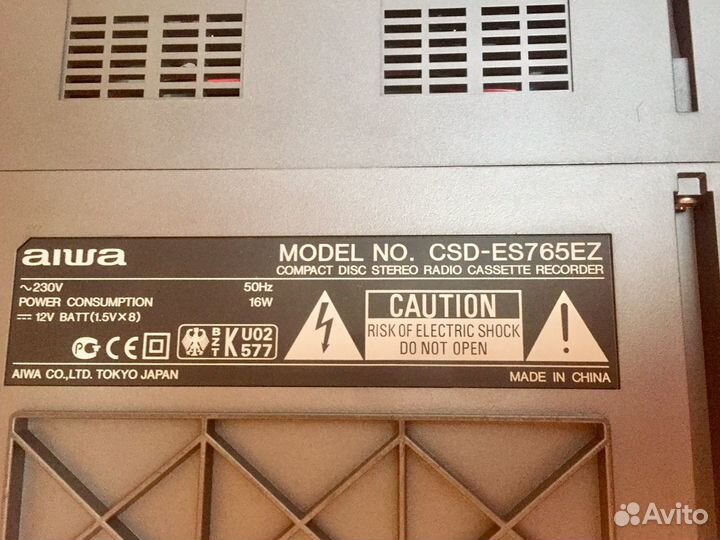 aiwa
MODEL NO. CSD-ES765EZ
COMPACT DISC STEREO RADIO CASSETTE RECORDER
~230V 50Hz
POWER CONSUMPTION 16W
⎓ 12V BATT(1.5V×8)
CAUTION
RISK OF ELECTRIC SHOCK
DO NOT OPEN
PG CE BZT K U02 577
AIWA CO.,LTD. TOKYO JAPAN
MADE IN CHINA
Avito